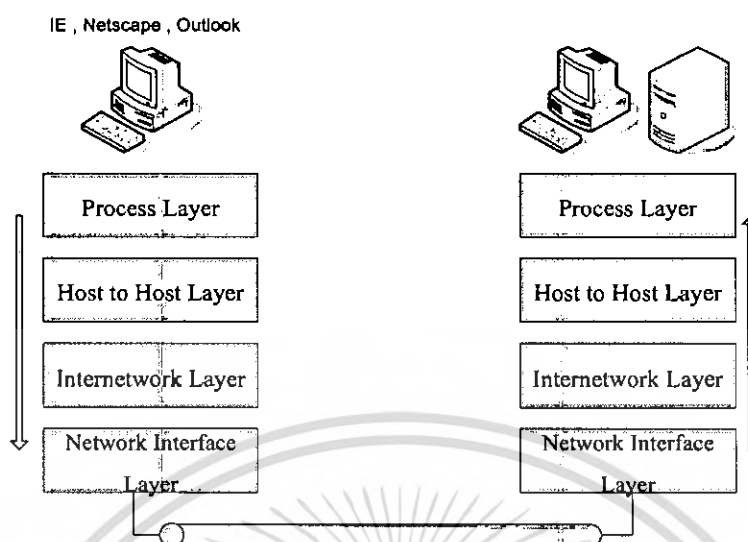 IE , Netscape , Outlook
Process Layer
Host to Host Layer
Internetwork Layer
Network Interface
Layer
Process Layer
Host to Host Layer
Internetwork Layer
Network Interface
Layer